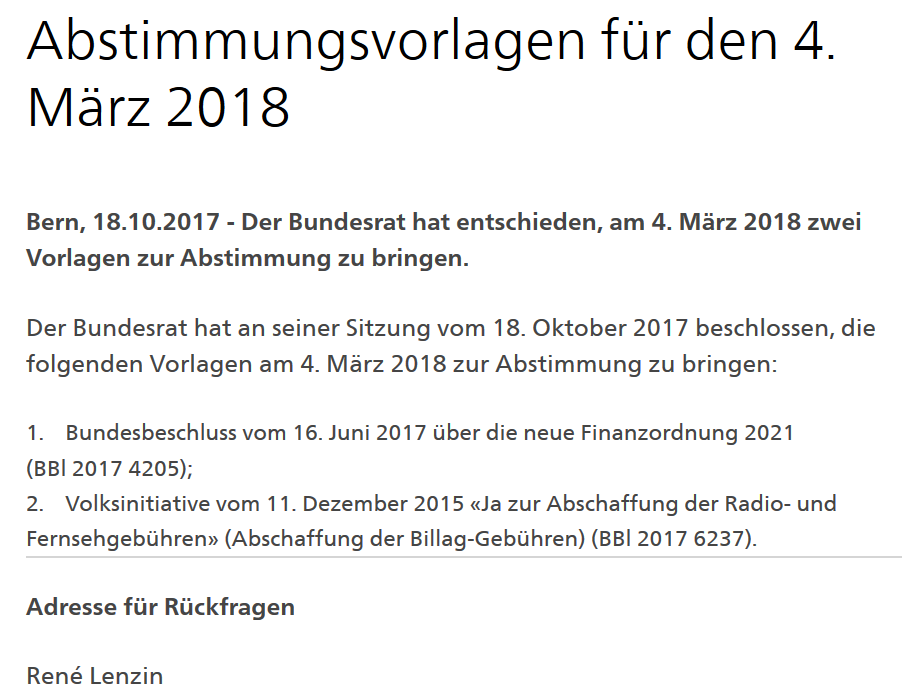 Abstimmungsvorlagen für den 4.
März 2018
Bern, 18.10.2017 - Der Bundesrat hat entschieden, am 4. März 2018 zwei
Vorlagen zur Abstimmung zu bringen.
Der Bundesrat hat an seiner Sitzung vom 18. Oktober 2017 beschlossen, die
folgenden Vorlagen am 4. März 2018 zur Abstimmung zu bringen:
1. Bundesbeschluss vom 16. Juni 2017 über die neue Finanzordnung 2021
(BBl 2017 4205);
2. Volksinitiative vom 11. Dezember 2015 «Ja zur Abschaffung der Radio- und
Fernsehgebühren» (Abschaffung der Billag-Gebühren) (BBl 2017 6237).
Adresse für Rückfragen
René Lenzin